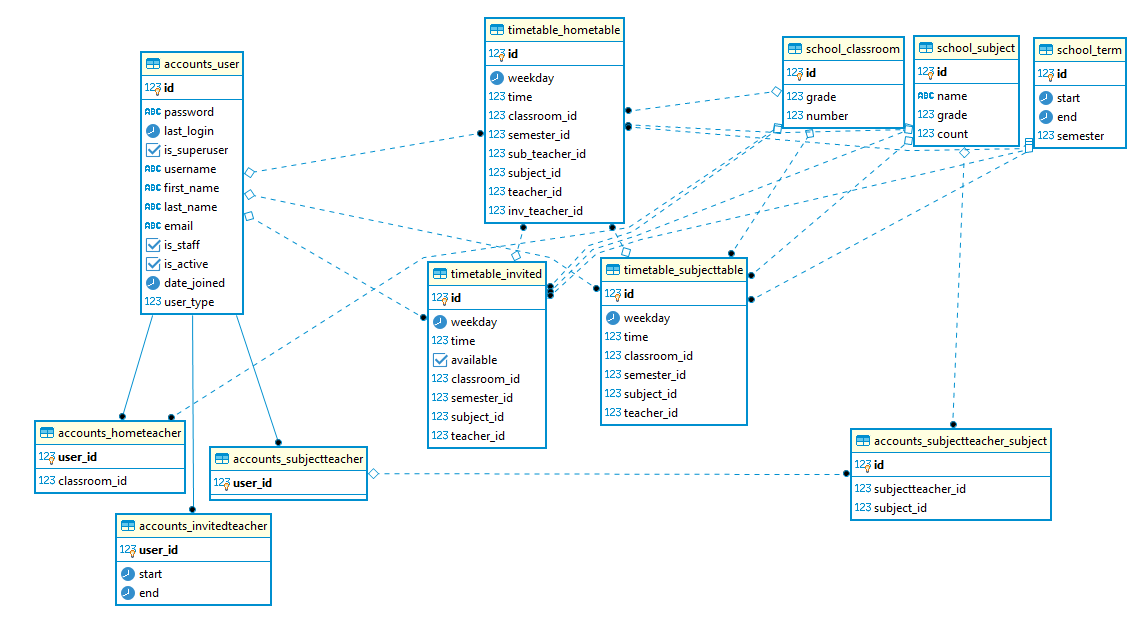 accounts_user
123 id
ABC password
last_login
is_superuser
ABC username
ABC first_name
ABC last_name
ABC email
is_staff
is_active
date_joined
123 user_type
timetable_hometable
123 id
weekday
123 time
123 classroom_id
123 semester_id
123 sub_teacher_id
123 subject_id
123 teacher_id
123 inv_teacher_id
school_classroom
123 id
123 grade
123 number
school_subject
123 id
ABC name
123 grade
123 count
school_term
123 id
start
end
123 semester
timetable_invited
123 id
weekday
123 time
available
123 classroom_id
123 semester_id
123 subject_id
123 teacher_id
timetable_subjecttable
123 id
weekday
123 time
123 classroom_id
123 semester_id
123 subject_id
123 teacher_id
accounts_hometeacher
123 user_id
123 classroom_id
accounts_subjectteacher
123 user_id
accounts_subjectteacher_subject
123 id
123 subjectteacher_id
123 subject_id
accounts_invitedteacher
123 user_id
start
end